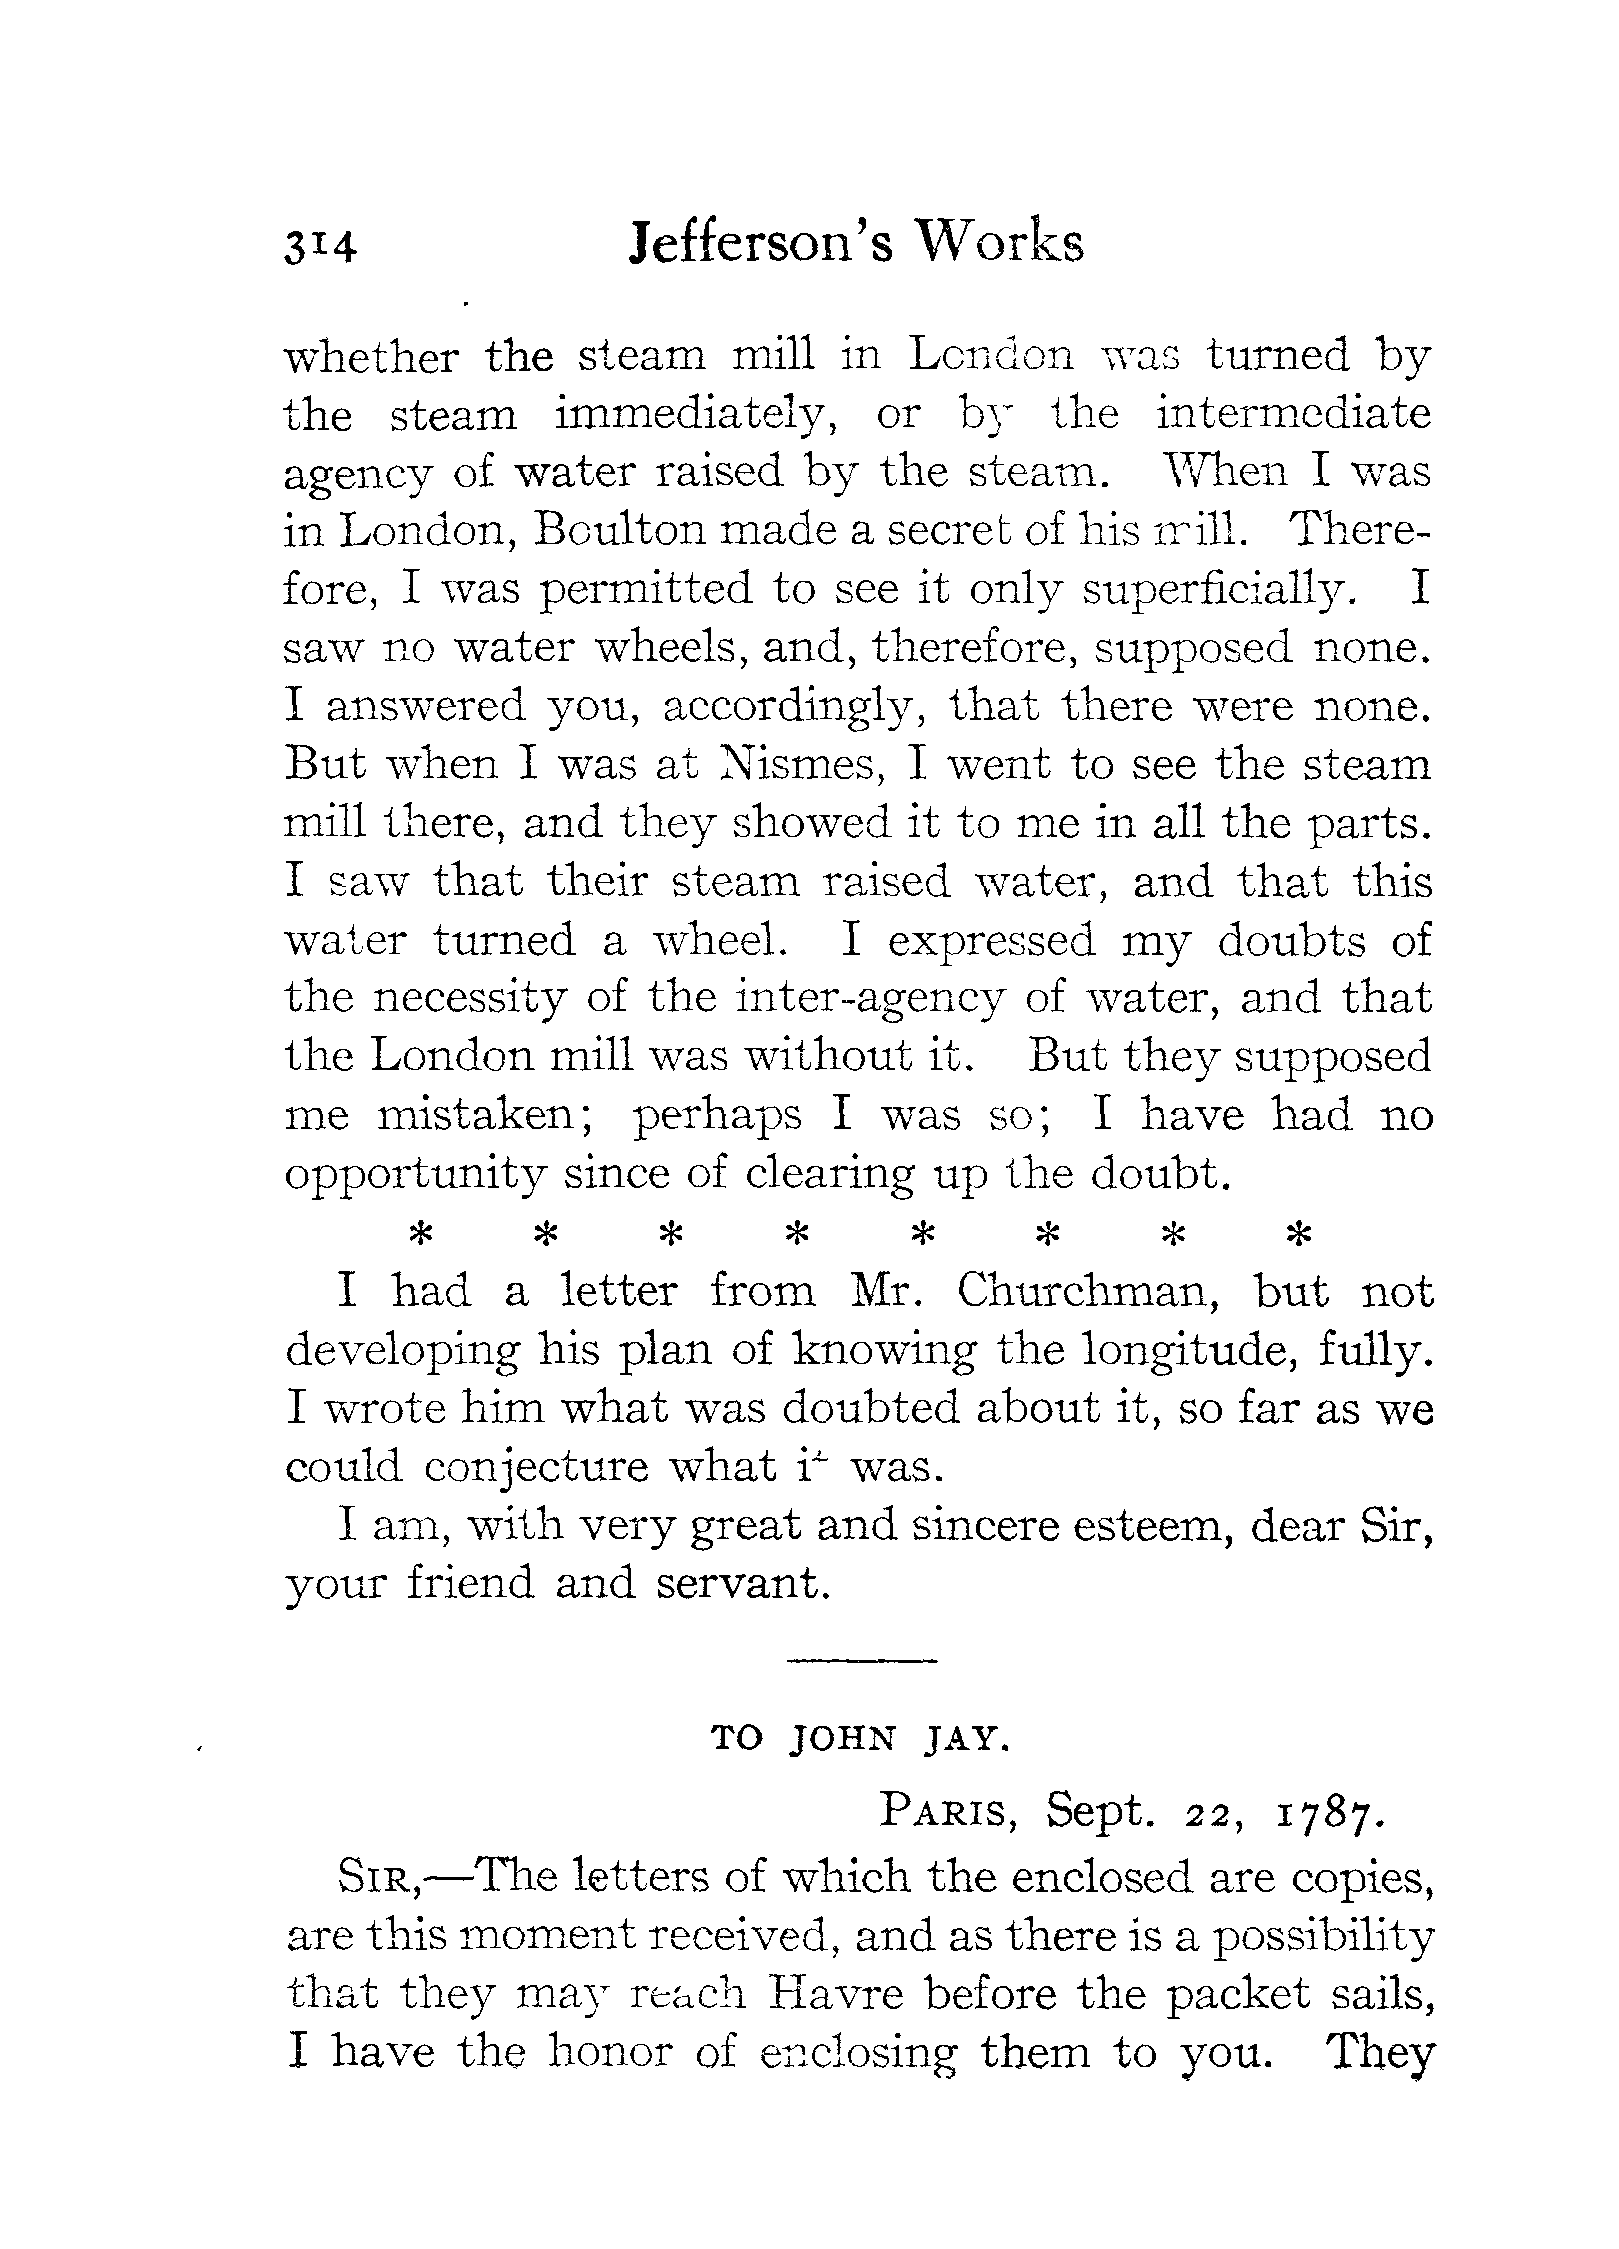 314 Jefferson's Works
whether the steam mill in London was turned by
the steam immediately, or by the intermediate
agency of water raised by the steam. When I was
in London, Boulton made a secret of his mill. There-
fore, I was permitted to see it only superficially. I
saw no water wheels, and, therefore, supposed none.
I answered you, accordingly, that there were none.
But when I was at Nismes, I went to see the steam
mill there, and they showed it to me in all the parts.
I saw that their steam raised water, and that this
water turned a wheel. I expressed my doubts of
the necessity of the inter-agency of water, and that
the London mill was without it. But they supposed
me mistaken; perhaps I was so; I have had no
opportunity since of clearing up the doubt.
* * * * * * * *
I had a letter from Mr. Churchman, but not
developing his plan of knowing the longitude, fully.
I wrote him what was doubted about it, so far as we
could conjecture what it was.
I am, with very great and sincere esteem, dear Sir,
your friend and servant.
TO JOHN JAY.
PARIS, Sept. 22, 1787.
SIR,—The letters of which the enclosed are copies,
are this moment received, and as there is a possibility
that they may reach Havre before the packet sails,
I have the honor of enclosing them to you. They